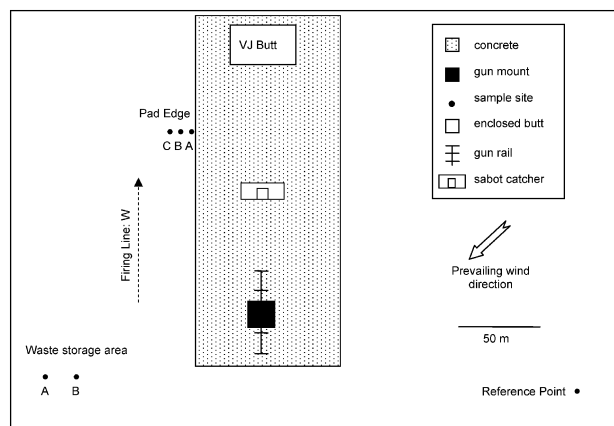 VJ Butt
Pad Edge
C B A
Firing Line: W
Waste storage area
A B
concrete
gun mount
sample site
enclosed butt
gun rail
sabot catcher
Prevailing wind
direction
50 m
Reference Point